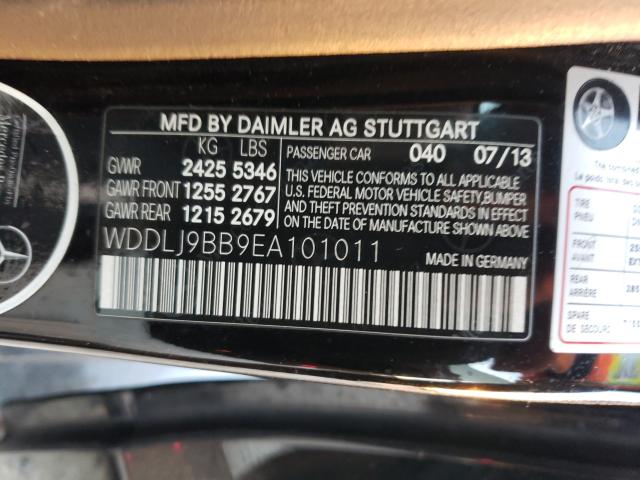 MFD BY DAIMLER AG STUTTGART
KG LBS
GVWR 2425 5346
GAWR FRONT 1255 2767
GAWR REAR 1215 2679
PASSENGER CAR 040 07/13
THIS VEHICLE CONFORMS TO ALL APPLICABLE
U.S. FEDERAL MOTOR VEHICLE SAFETY,BUMPER
AND THEFT PREVENTION STANDARDS IN EFFECT
ON THE DATE OF MANUFACTURE SHOWN ABOVE
WDDLJ9BB9EA101011
MADE IN GERMANY
The combined
TIRE
PNEU
FRONT
AVANT
REAR
ARRIÈRE
SPARE
DE SECOURS